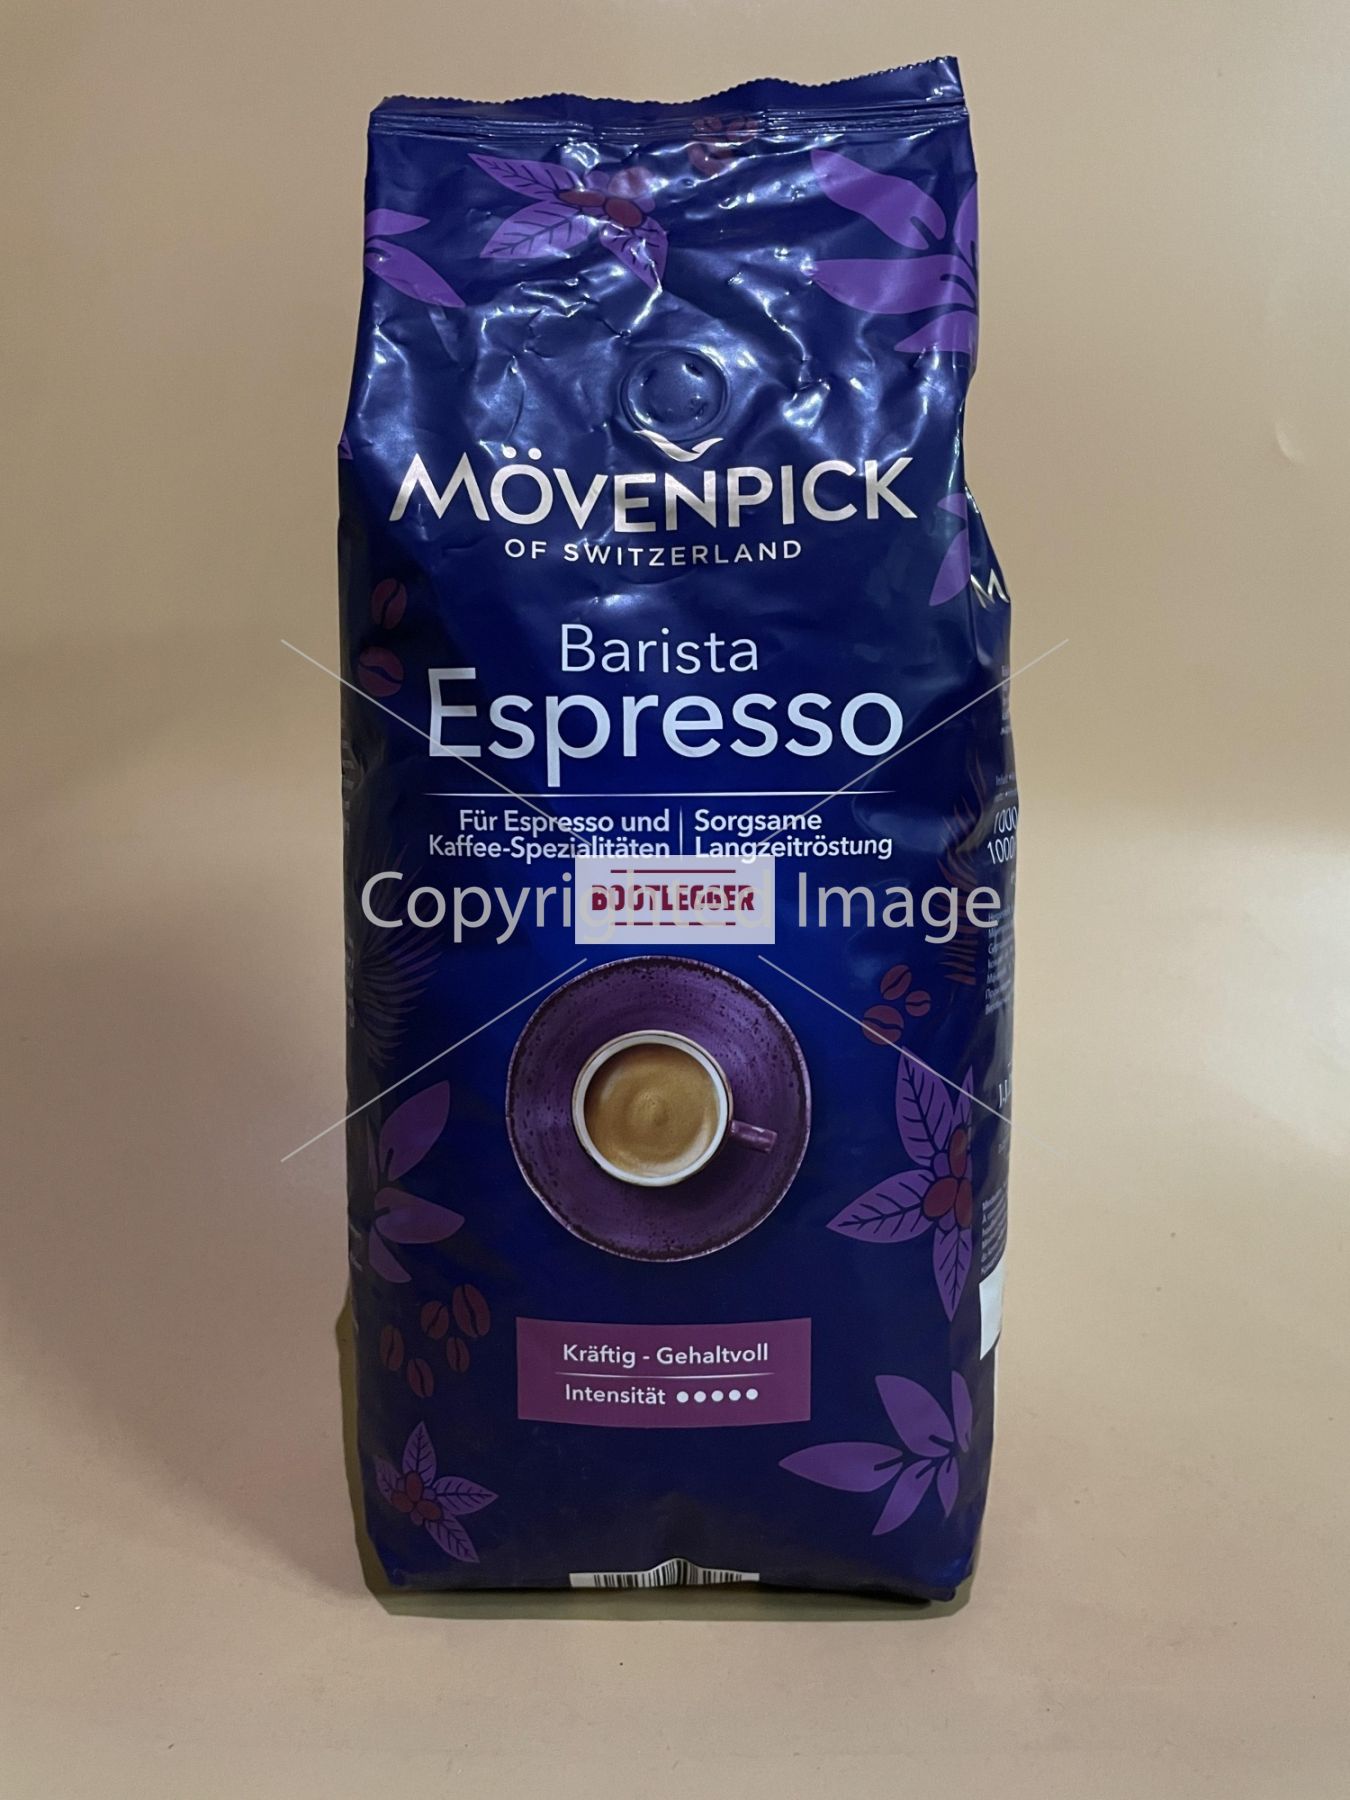 MÖVENPICK
OF SWITZERLAND
Barista
Espresso
Für Espresso und
Kaffee-Spezialitäten
Sorgsame
Langzeitröstung
Copyrighted Image
BOOTLEGGER
Kräftig - Gehaltvoll
Intensität